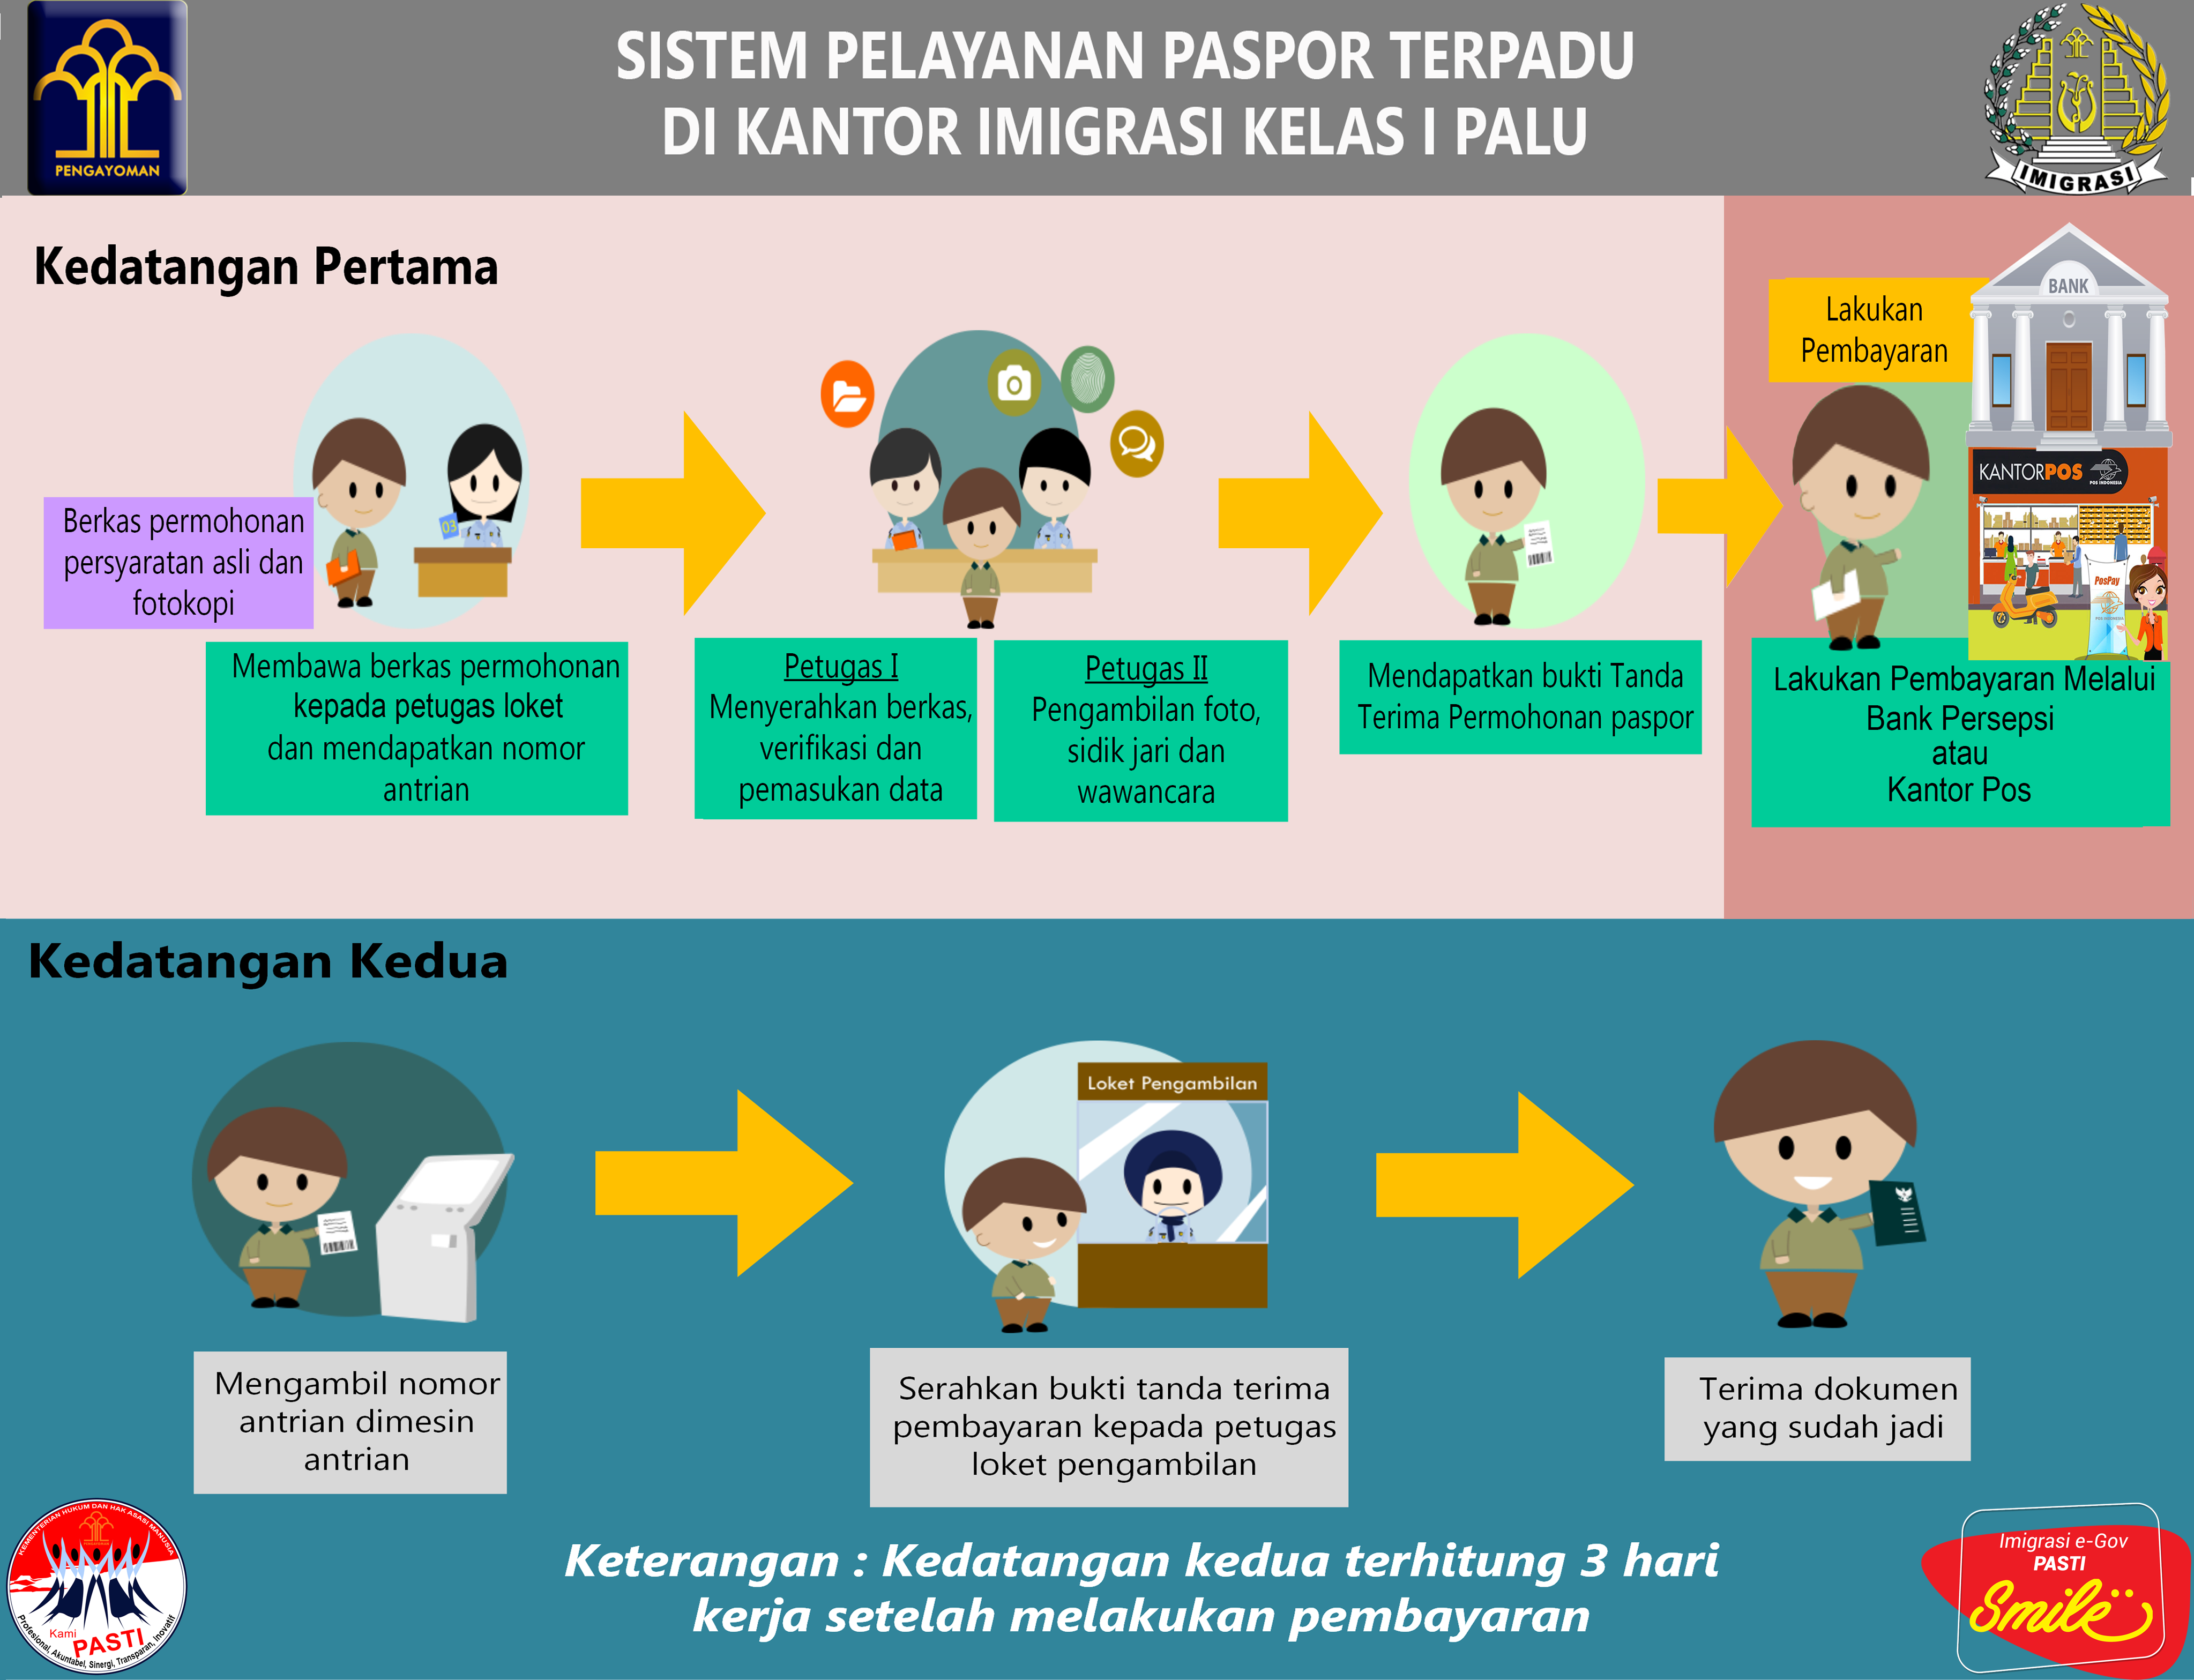 SISTEM PELAYANAN PASPOR TERPADU
DI KANTOR IMIGRASI KELAS I PALU
PENGAYOMAN
IMIGRASI
Kedatangan Pertama
Berkas permohonan
persyaratan asli dan
fotokopi
03
Membawa berkas permohonan
kepada petugas loket
dan mendapatkan nomor
antrian
Petugas I
Menyerahkan berkas,
verifikasi dan
pemasukan data
Petugas II
Pengambilan foto,
sidik jari dan
wawancara
Mendapatkan bukti Tanda
Terima Permohonan paspor
Lakukan
Pembayaran
BANK
KANTORPOS
POS INDONESIA
PosPay
POS INDONESIA
Lakukan Pembayaran Melalui
Bank Persepsi
atau
Kantor Pos
Kedatangan Kedua
Mengambil nomor
antrian dimesin
antrian
Loket Pengambilan
Serahkan bukti tanda terima
pembayaran kepada petugas
loket pengambilan
Terima dokumen
yang sudah jadi
Keterangan : Kedatangan kedua terhitung 3 hari
kerja setelah melakukan pembayaran
KEMENTERIAN HUKUM DAN HAK ASASI MANUSIA
PENGAYOMAN
Kami
PASTI
Profesional, Akuntabel, Sinergi, Transparan, Inovatif
Imigrasi e-Gov
PASTI
Smile